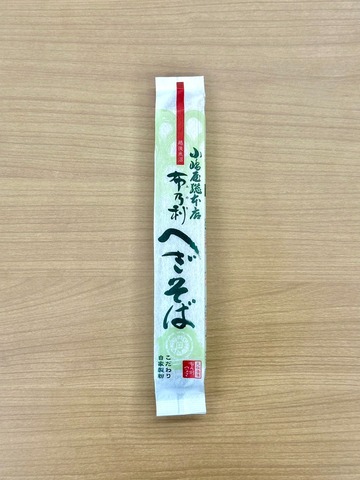 越後名活
小嶋屋総本店
布乃利
へぎそば
こだわり
自家製粉